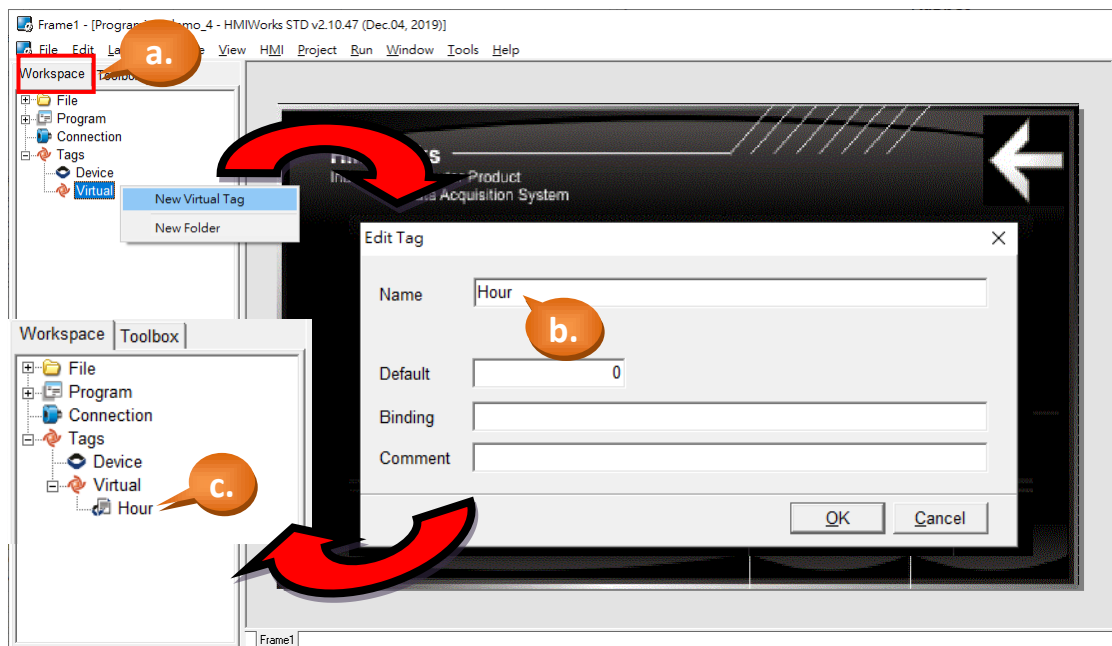 Frame1 - [Program demo_4 - HMIWorks STD v2.10.47 (Dec.04, 2019)]
File Edit View HMI Project Run Window Tools Help
a.
Workspace
File
Program
Connection
Tags
Device
Virtual
New Virtual Tag
New Folder
Product
Data Acquisition System
Edit Tag
Name Hour
b.
Default 0
Binding
Comment
OK Cancel
Workspace Toolbox
File
Program
Connection
Tags
Device
Virtual
c.
Hour
Frame1